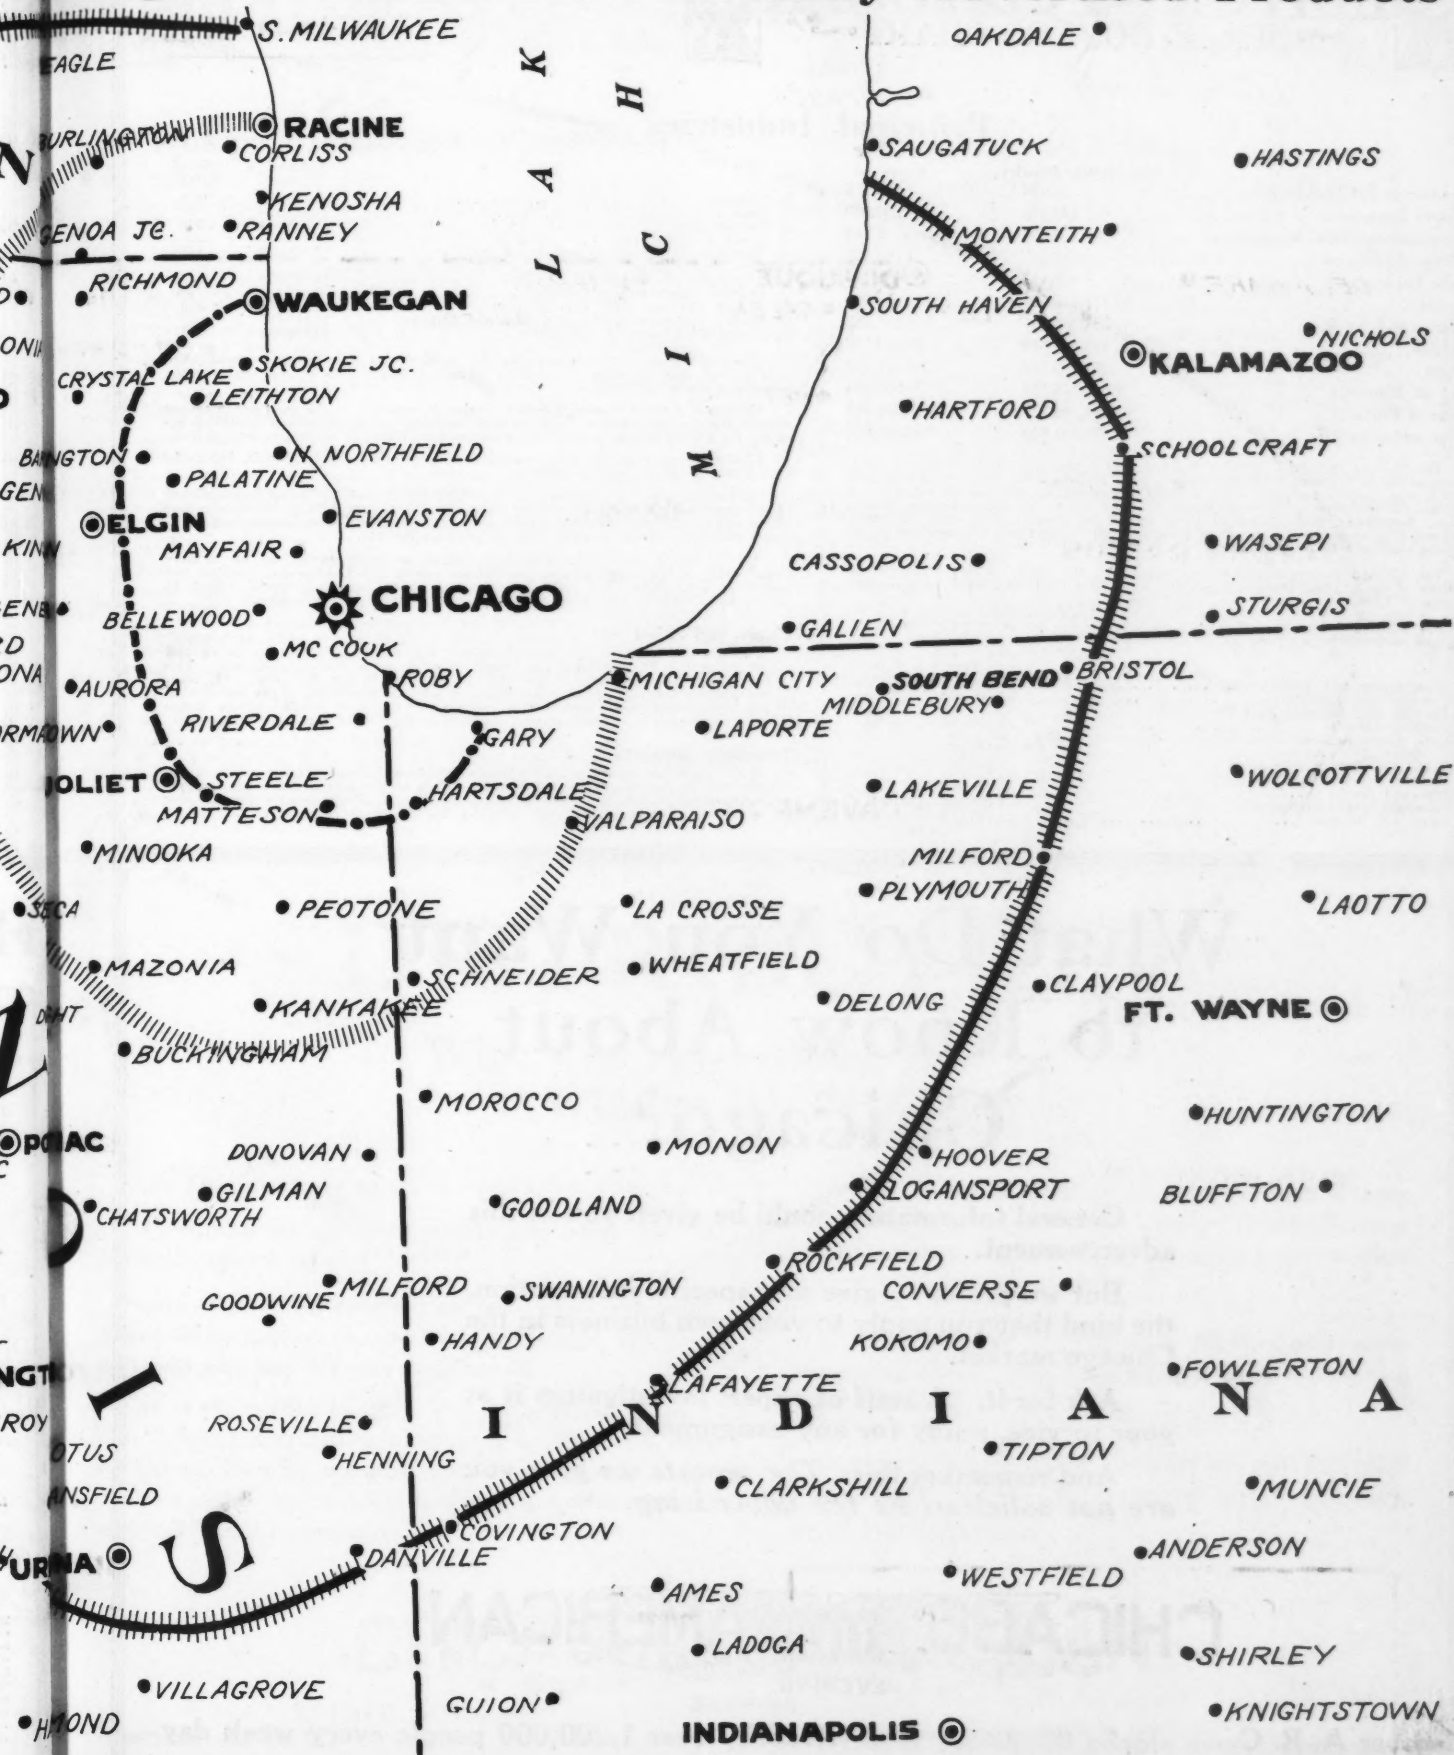 Products
S. MILWAUKEE
OAKDALE
EAGLE
LAKE
MICH
BURLINGTON
RACINE
CORLISS
SAUGATUCK
HASTINGS
KENOSHA
GENOA JC.
RANNEY
MONTEITH
RICHMOND
WAUKEGAN
SOUTH HAVEN
NICHOLS
KALAMAZOO
SKOKIE JC.
CRYSTAL LAKE
LEITHTON
HARTFORD
SCHOOLCRAFT
N. NORTHFIELD
PALATINE
ELGIN
EVANSTON
MAYFAIR
WASEPI
CASSOPOLIS
CHICAGO
BELLEWOOD
STURGIS
GALIEN
MC COOK
ROBY
MICHIGAN CITY
SOUTH BEND
BRISTOL
AURORA
MIDDLEBURY
RIVERDALE
GARY
LAPORTE
JOLIET
STEELE
HARTSDALE
LAKEVILLE
WOLCOTTVILLE
MATTESON
VALPARAISO
MINOOKA
MILFORD
PLYMOUTH
PEOTONE
LA CROSSE
LAOTTO
MAZONIA
SCHNEIDER
WHEATFIELD
KANKAKEE
DELONG
CLAYPOOL
FT. WAYNE
BUCKINGHAM
MOROCCO
HUNTINGTON
DONOVAN
MONON
HOOVER
GILMAN
GOODLAND
LOGANSPORT
BLUFFTON
CHATSWORTH
ROCKFIELD
MILFORD
SWANINGTON
CONVERSE
GOODWINE
HANDY
KOKOMO
FOWLERTON
LAFAYETTE
INDIANA
ROSEVILLE
HENNING
TIPTON
CLARKSHILL
MUNCIE
COVINGTON
DANVILLE
ANDERSON
WESTFIELD
AMES
LADOGA
SHIRLEY
VILLAGROVE
GUION
KNIGHTSTOWN
INDIANAPOLIS